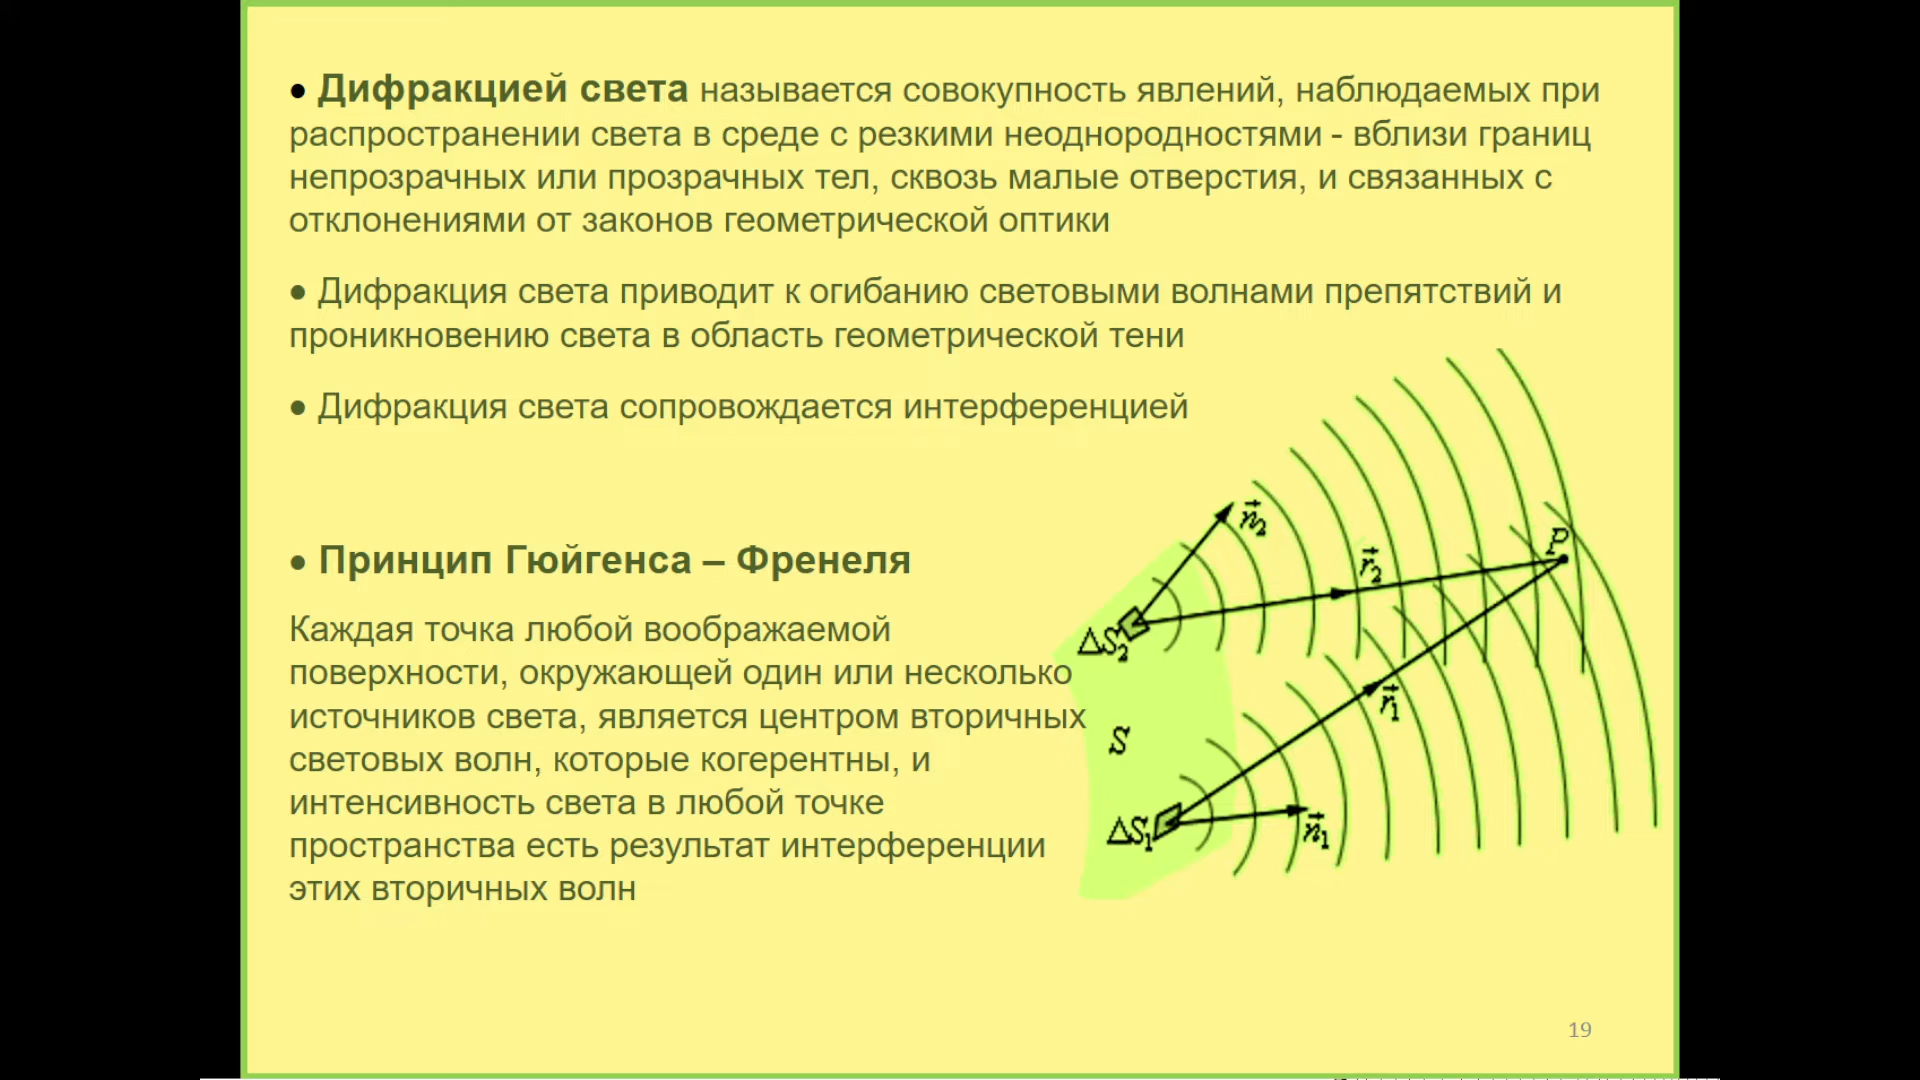 • Дифракцией света называется совокупность явлений, наблюдаемых при
распространении света в среде с резкими неоднородностями - вблизи границ
непрозрачных или прозрачных тел, сквозь малые отверстия, и связанных с
отклонениями от законов геометрической оптики
• Дифракция света приводит к огибанию световыми волнами препятствий и
проникновению света в область геометрической тени
• Дифракция света сопровождается интерференцией
• Принцип Гюйгенса – Френеля
Каждая точка любой воображаемой
поверхности, окружающей один или несколько
источников света, является центром вторичных
световых волн, которые когерентны, и
интенсивность света в любой точке
пространства есть результат интерференции
этих вторичных волн
n⃗₂
P
r⃗₂
ΔS₂
r⃗₁
S
ΔS₁
n⃗₁
19